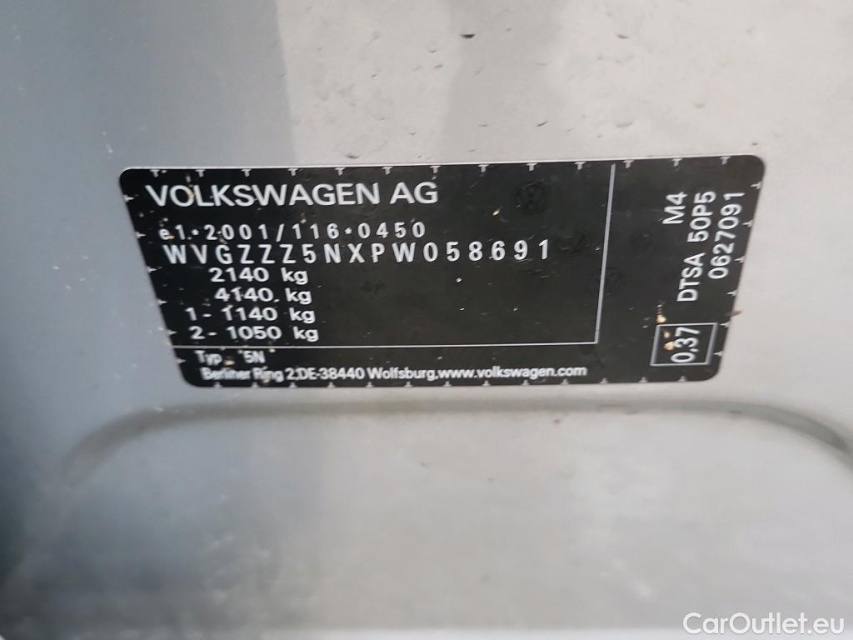 VOLKSWAGEN AG
e1*2001/116*0450
WVGZZZ5NXPW058691
2140 kg
4140 kg
1 - 1140 kg
2 - 1050 kg
Typ 5N
Berliner Ring 2,DE-38440 Wolfsburg,www.volkswagen.com
M4
DTSA 50P5
0627091
0,37
CarOutlet.eu